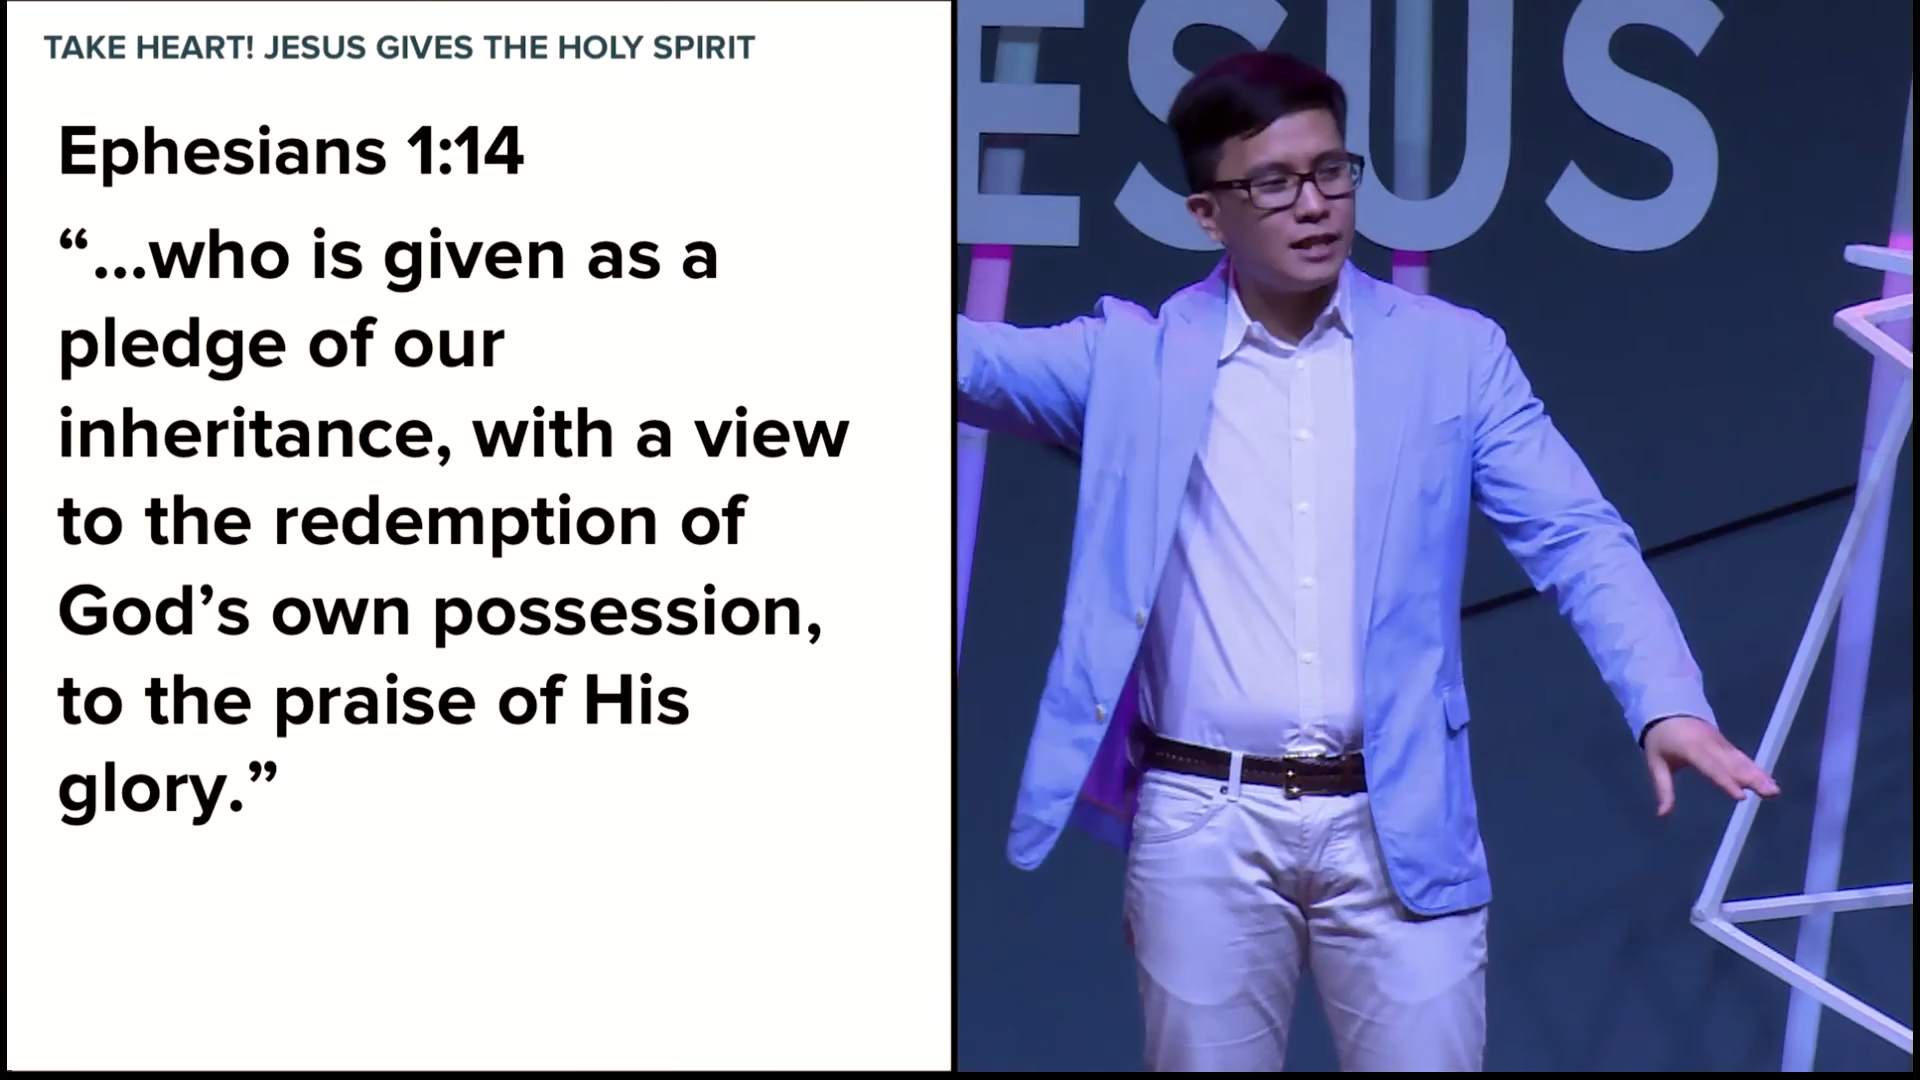 TAKE HEART! JESUS GIVES THE HOLY SPIRIT
Ephesians 1:14
“...who is given as a
pledge of our
inheritance, with a view
to the redemption of
God’s own possession,
to the praise of His
glory.”
ESUS